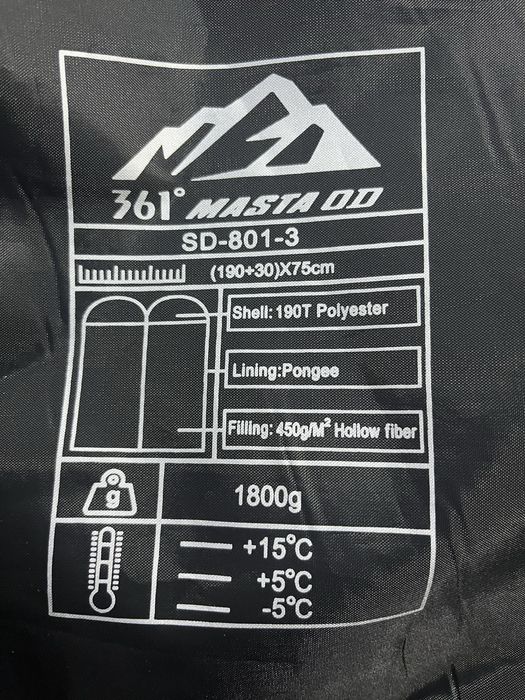 361° MASTA OD
SD-801-3
(190+30)X75cm
Shell: 190T Polyester
Lining:Pongee
Filling: 450g/M² Hollow fiber
g
1800g
+15°C
+5°C
-5°C